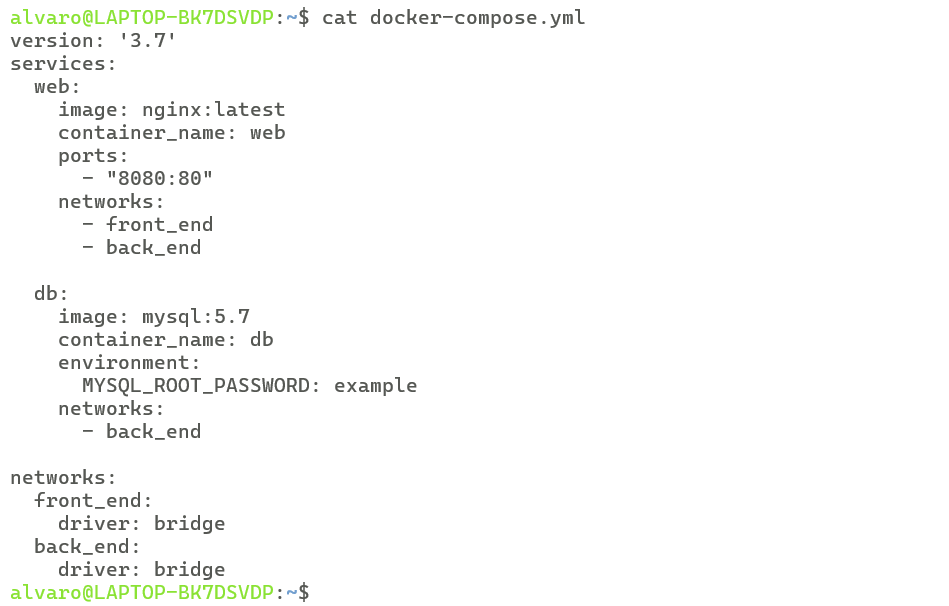 alvaro@LAPTOP-BK7DSVDP:~$ cat docker-compose.yml
version: '3.7'
services:
  web:
    image: nginx:latest
    container_name: web
    ports:
      - "8080:80"
    networks:
      - front_end
      - back_end

  db:
    image: mysql:5.7
    container_name: db
    environment:
      MYSQL_ROOT_PASSWORD: example
    networks:
      - back_end

networks:
  front_end:
    driver: bridge
  back_end:
    driver: bridge
alvaro@LAPTOP-BK7DSVDP:~$